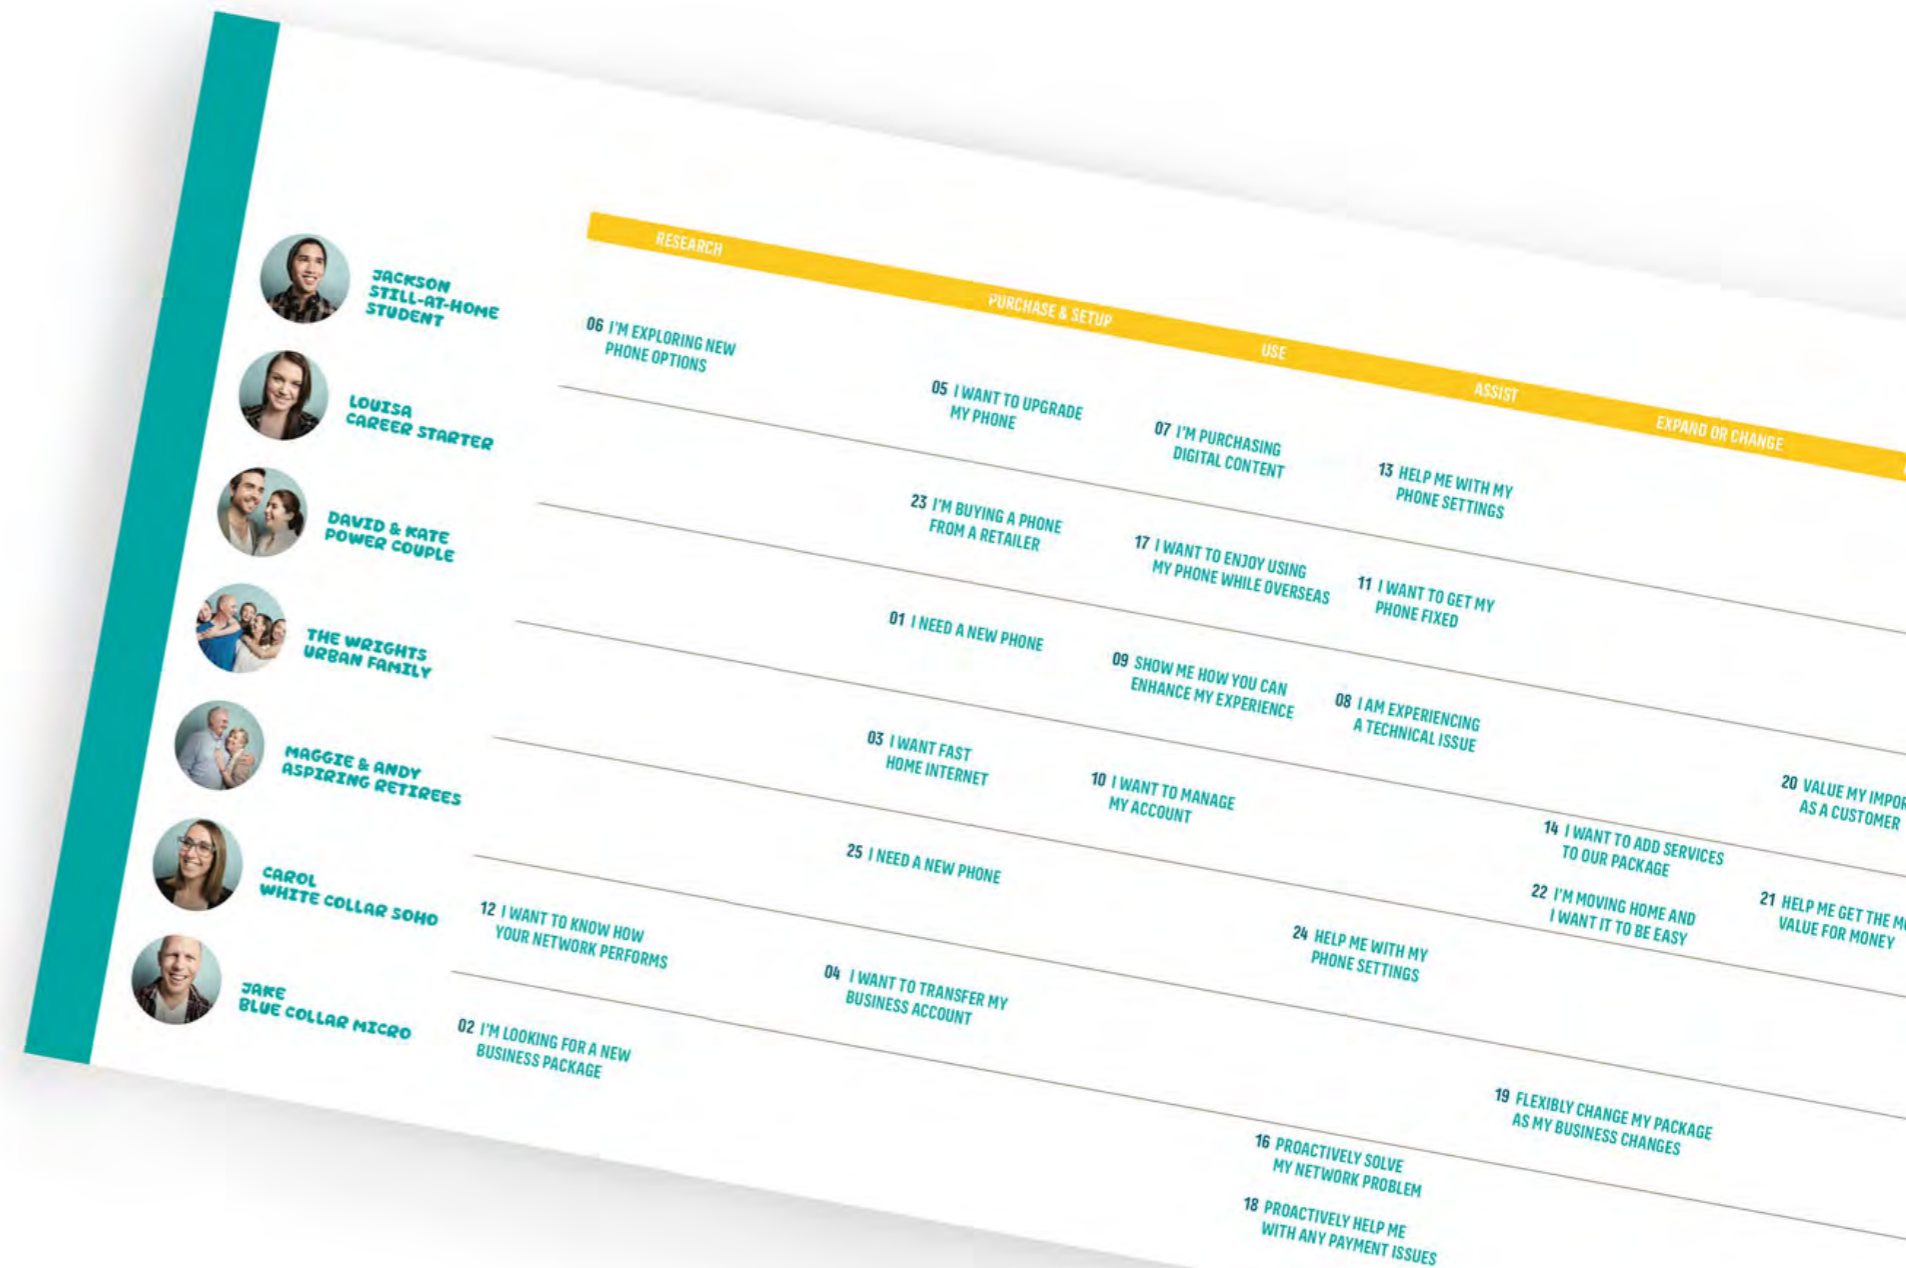 RESEARCH
PURCHASE & SETUP
USE
ASSIST
EXPAND OR CHANGE
JACKSON
STILL-AT-HOME
STUDENT
06 I'M EXPLORING NEW
PHONE OPTIONS
05 I WANT TO UPGRADE
MY PHONE
07 I'M PURCHASING
DIGITAL CONTENT
13 HELP ME WITH MY
PHONE SETTINGS
LOUISA
CAREER STARTER
23 I'M BUYING A PHONE
FROM A RETAILER
17 I WANT TO ENJOY USING
MY PHONE WHILE OVERSEAS
11 I WANT TO GET MY
PHONE FIXED
DAVID & KATE
POWER COUPLE
01 I NEED A NEW PHONE
09 SHOW ME HOW YOU CAN
ENHANCE MY EXPERIENCE
08 I AM EXPERIENCING
A TECHNICAL ISSUE
20 VALUE MY
AS A CUSTOMER
THE WRIGHTS
URBAN FAMILY
03 I WANT FAST
HOME INTERNET
10 I WANT TO MANAGE
MY ACCOUNT
14 I WANT TO ADD SERVICES
TO OUR PACKAGE
22 I'M MOVING HOME AND
I WANT IT TO BE EASY
21 HELP ME GET THE
VALUE FOR MONEY
MAGGIE & ANDY
ASPIRING RETIREES
25 I NEED A NEW PHONE
24 HELP ME WITH MY
PHONE SETTINGS
CAROL
WHITE COLLAR SOHO
12 I WANT TO KNOW HOW
YOUR NETWORK PERFORMS
04 I WANT TO TRANSFER MY
BUSINESS ACCOUNT
19 FLEXIBLY CHANGE MY PACKAGE
AS MY BUSINESS CHANGES
JAKE
BLUE COLLAR MICRO
02 I'M LOOKING FOR A NEW
BUSINESS PACKAGE
16 PROACTIVELY SOLVE
MY NETWORK PROBLEM
18 PROACTIVELY HELP ME
WITH ANY PAYMENT ISSUES